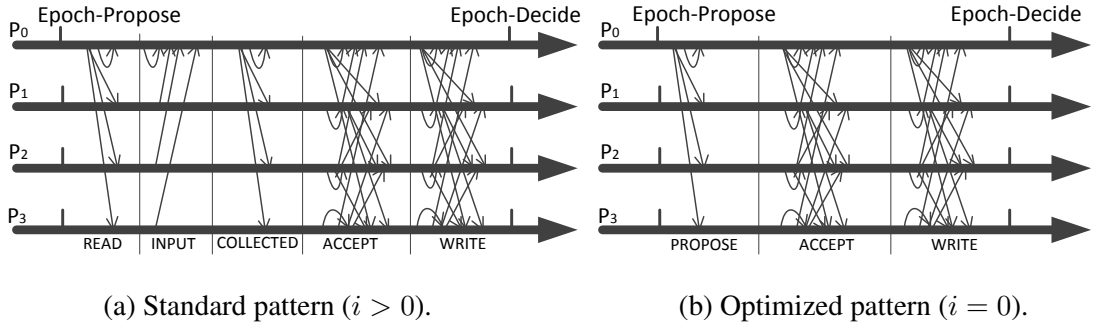 Epoch-Propose
Epoch-Decide
P0
P1
P2
P3
READ
INPUT
COLLECTED
ACCEPT
WRITE
(a) Standard pattern (i > 0).
Epoch-Propose
Epoch-Decide
P0
P1
P2
P3
PROPOSE
ACCEPT
WRITE
(b) Optimized pattern (i = 0).